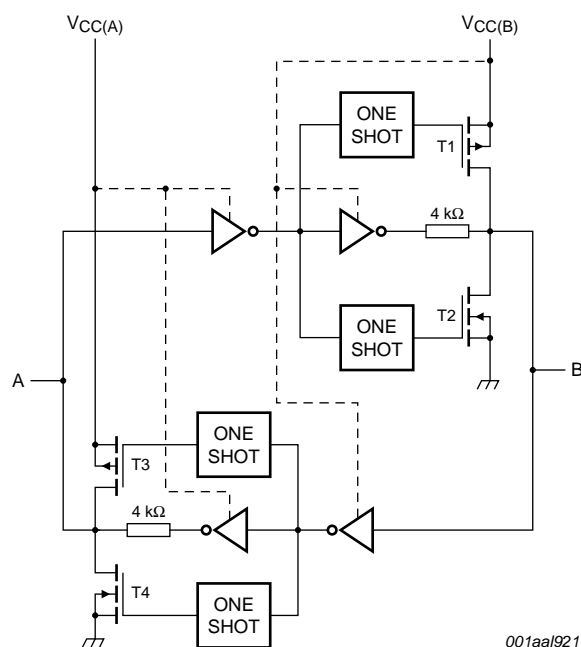 VCC(A)
VCC(B)
ONE
SHOT
T1
4 kΩ
ONE
SHOT
T2
A
B
ONE
SHOT
T3
4 kΩ
ONE
SHOT
T4
001aal921